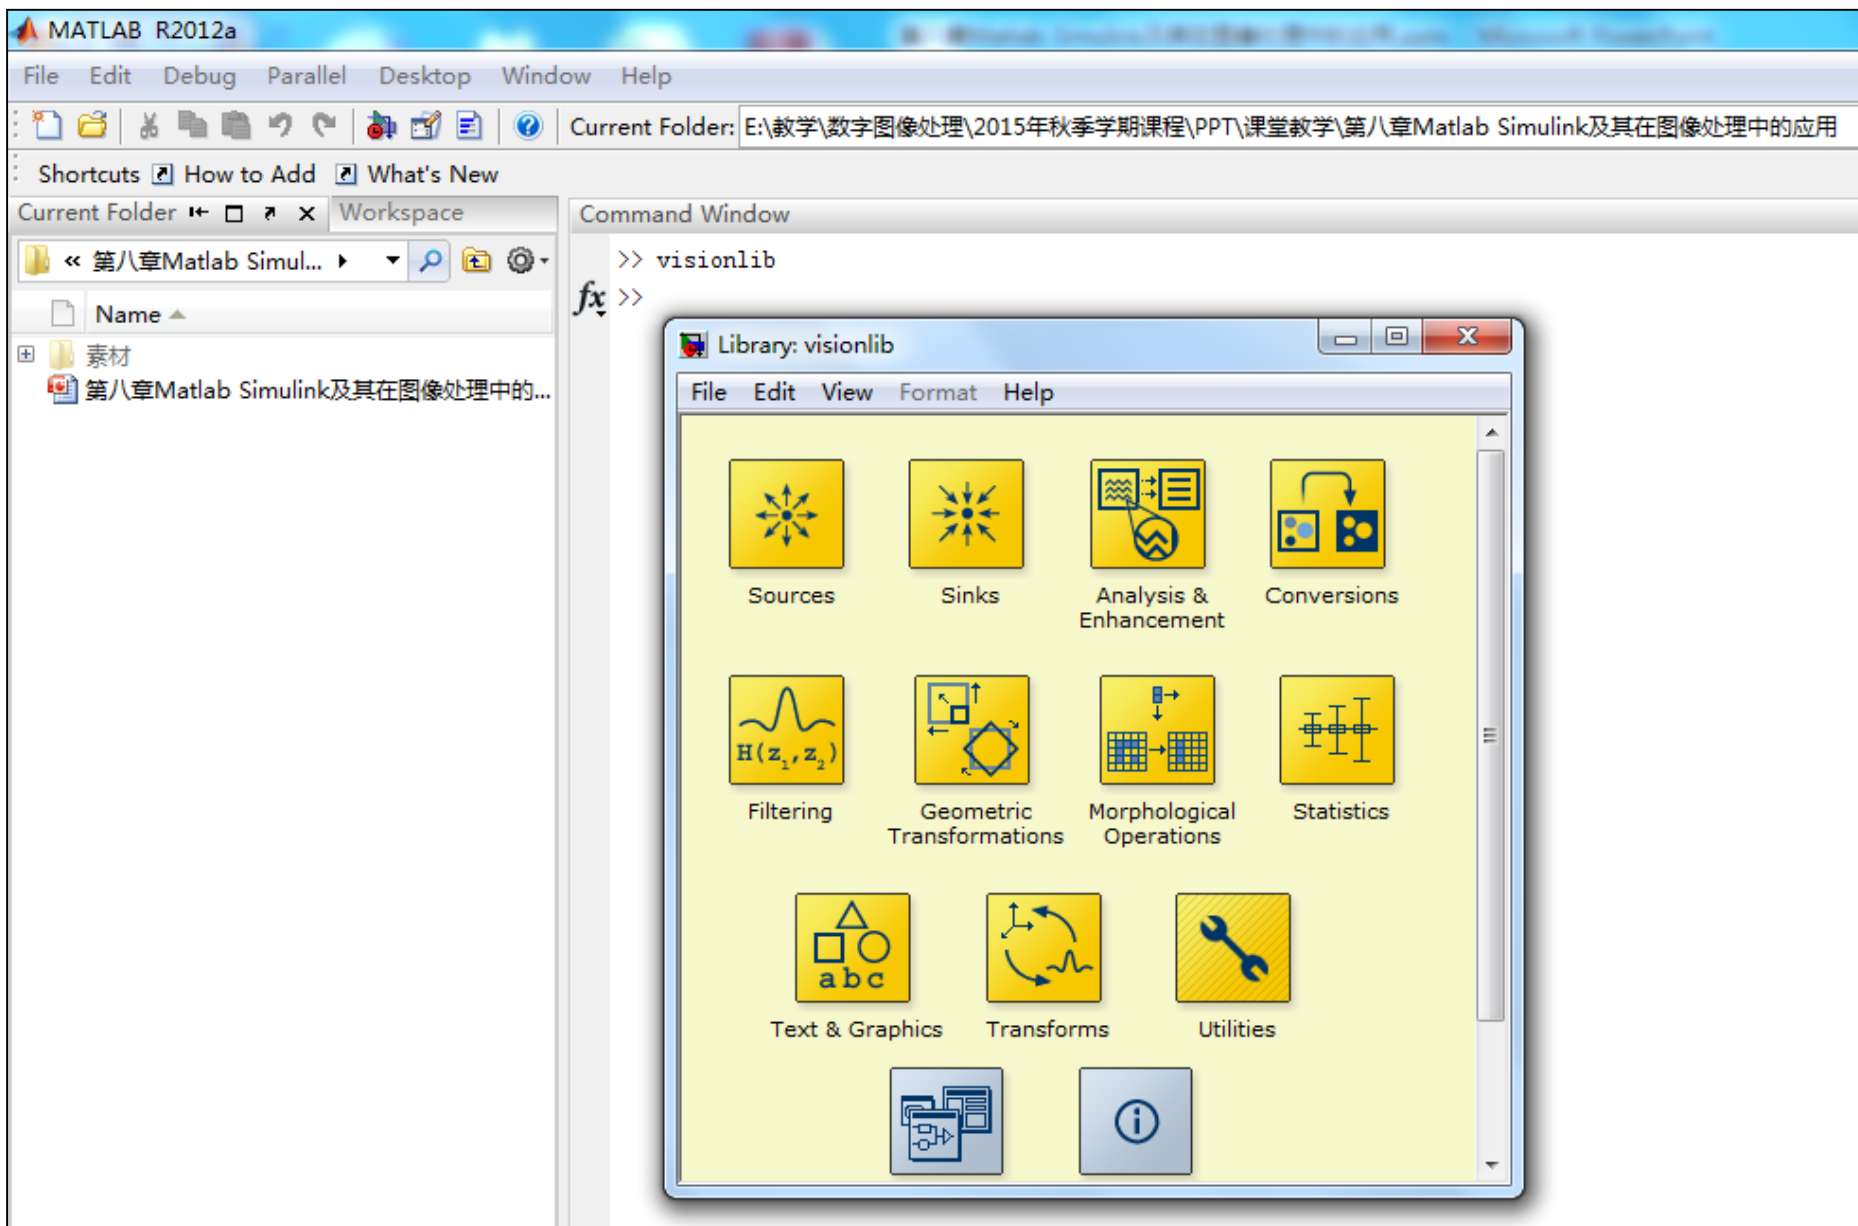 MATLAB R2012a
File Edit Debug Parallel Desktop Window Help
Current Folder: E:\教学\数字图像处理\2015年秋季学期课程\PPT\课堂教学\第八章Matlab Simulink及其在图像处理中的应用
Shortcuts How to Add What's New
Current Folder Workspace
« 第八章Matlab Simul...
Name
素材
第八章Matlab Simulink及其在图像处理中的...
Command Window
>> visionlib
fx >>
Library: visionlib
File Edit View Format Help
Sources Sinks Analysis & Conversions
Enhancement
H(z1,z2)
Filtering Geometric Morphological Statistics
Transformations Operations
abc
Text & Graphics Transforms Utilities
i